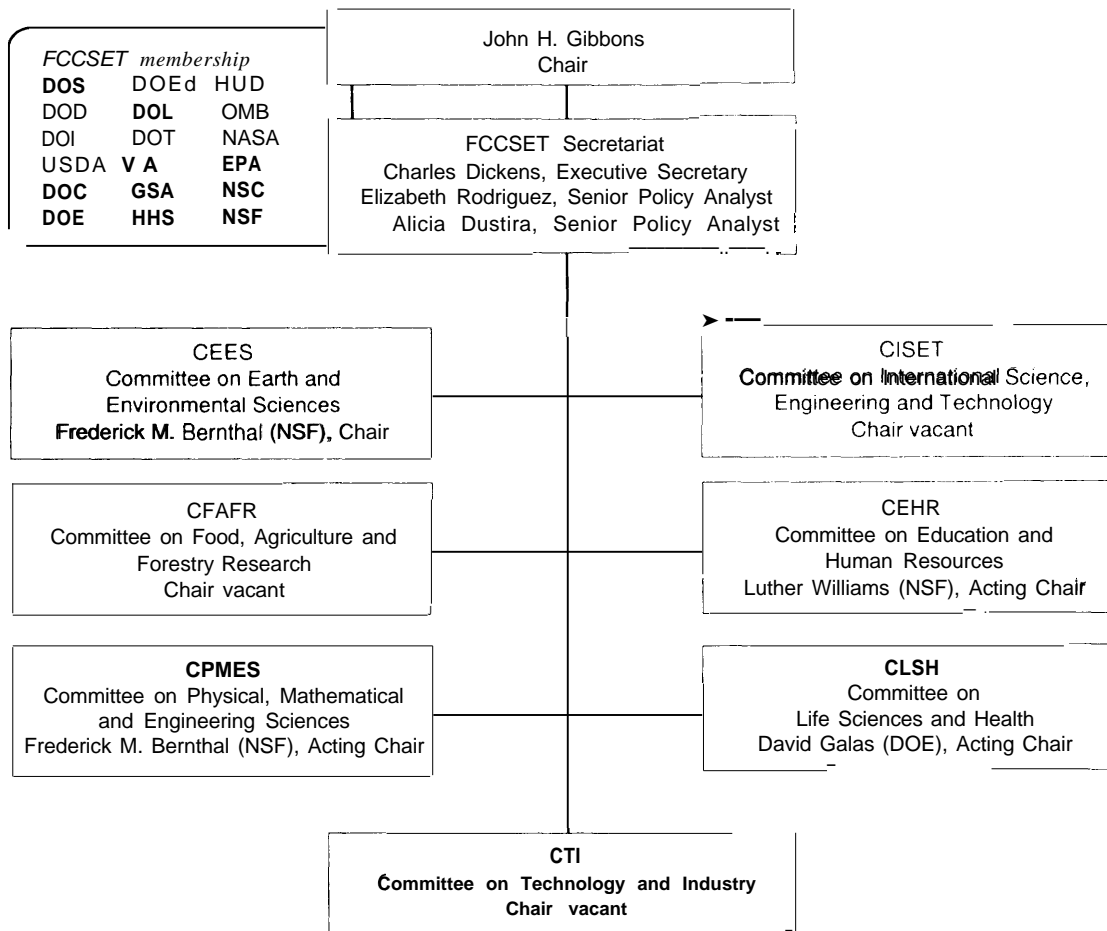 John H. Gibbons
Chair
FCCSET membership
DOS DOEd HUD
DOD DOL OMB
DOI DOT NASA
USDA V A EPA
DOC GSA NSC
DOE HHS NSF
FCCSET Secretariat
Charles Dickens, Executive Secretary
Elizabeth Rodriguez, Senior Policy Analyst
Alicia Dustira, Senior Policy Analyst
CEES
Committee on Earth and
Environmental Sciences
Frederick M. Bernthal (NSF), Chair
CISET
Committee on International Science,
Engineering and Technology
Chair vacant
CFAFR
Committee on Food, Agriculture and
Forestry Research
Chair vacant
CEHR
Committee on Education and
Human Resources
Luther Williams (NSF), Acting Chair
CPMES
Committee on Physical, Mathematical
and Engineering Sciences
Frederick M. Bernthal (NSF), Acting Chair
CLSH
Committee on
Life Sciences and Health
David Galas (DOE), Acting Chair
CTI
Committee on Technology and Industry
Chair vacant